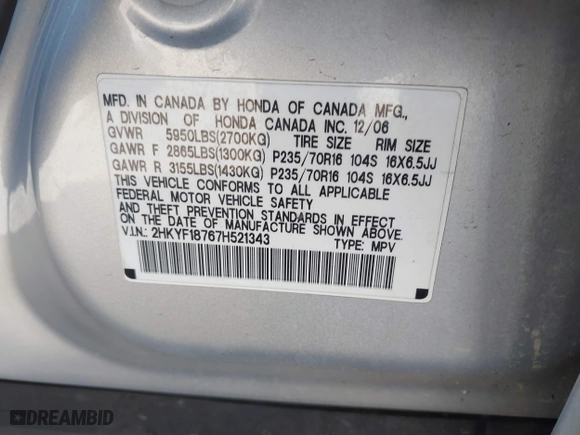 MFD. IN CANADA BY HONDA OF CANADA MFG.,
A DIVISION OF HONDA CANADA INC. 12/06
GVWR 5950LBS(2700KG) TIRE SIZE RIM SIZE
GAWR F 2865LBS(1300KG) P235/70R16 104S 16X6.5JJ
GAWR R 3155LBS(1430KG) P235/70R16 104S 16X6.5JJ
THIS VEHICLE CONFORMS TO ALL APPLICABLE
FEDERAL MOTOR VEHICLE SAFETY
AND THEFT PREVENTION STANDARDS IN EFFECT
ON THE DATE OF MANUFACTURE SHOWN ABOVE.
V.I.N.: 2HKYF18767H521343 TYPE: MPV
DREAMBID